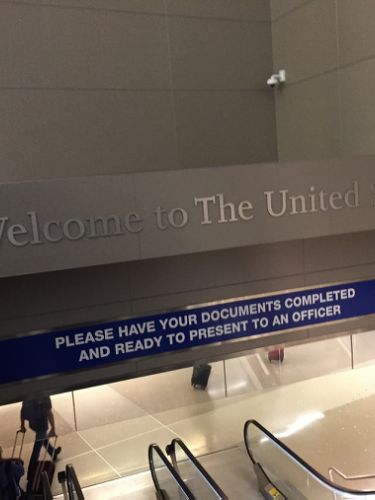 Welcome to The United S
PLEASE HAVE YOUR DOCUMENTS COMPLETED
AND READY TO PRESENT TO AN OFFICER